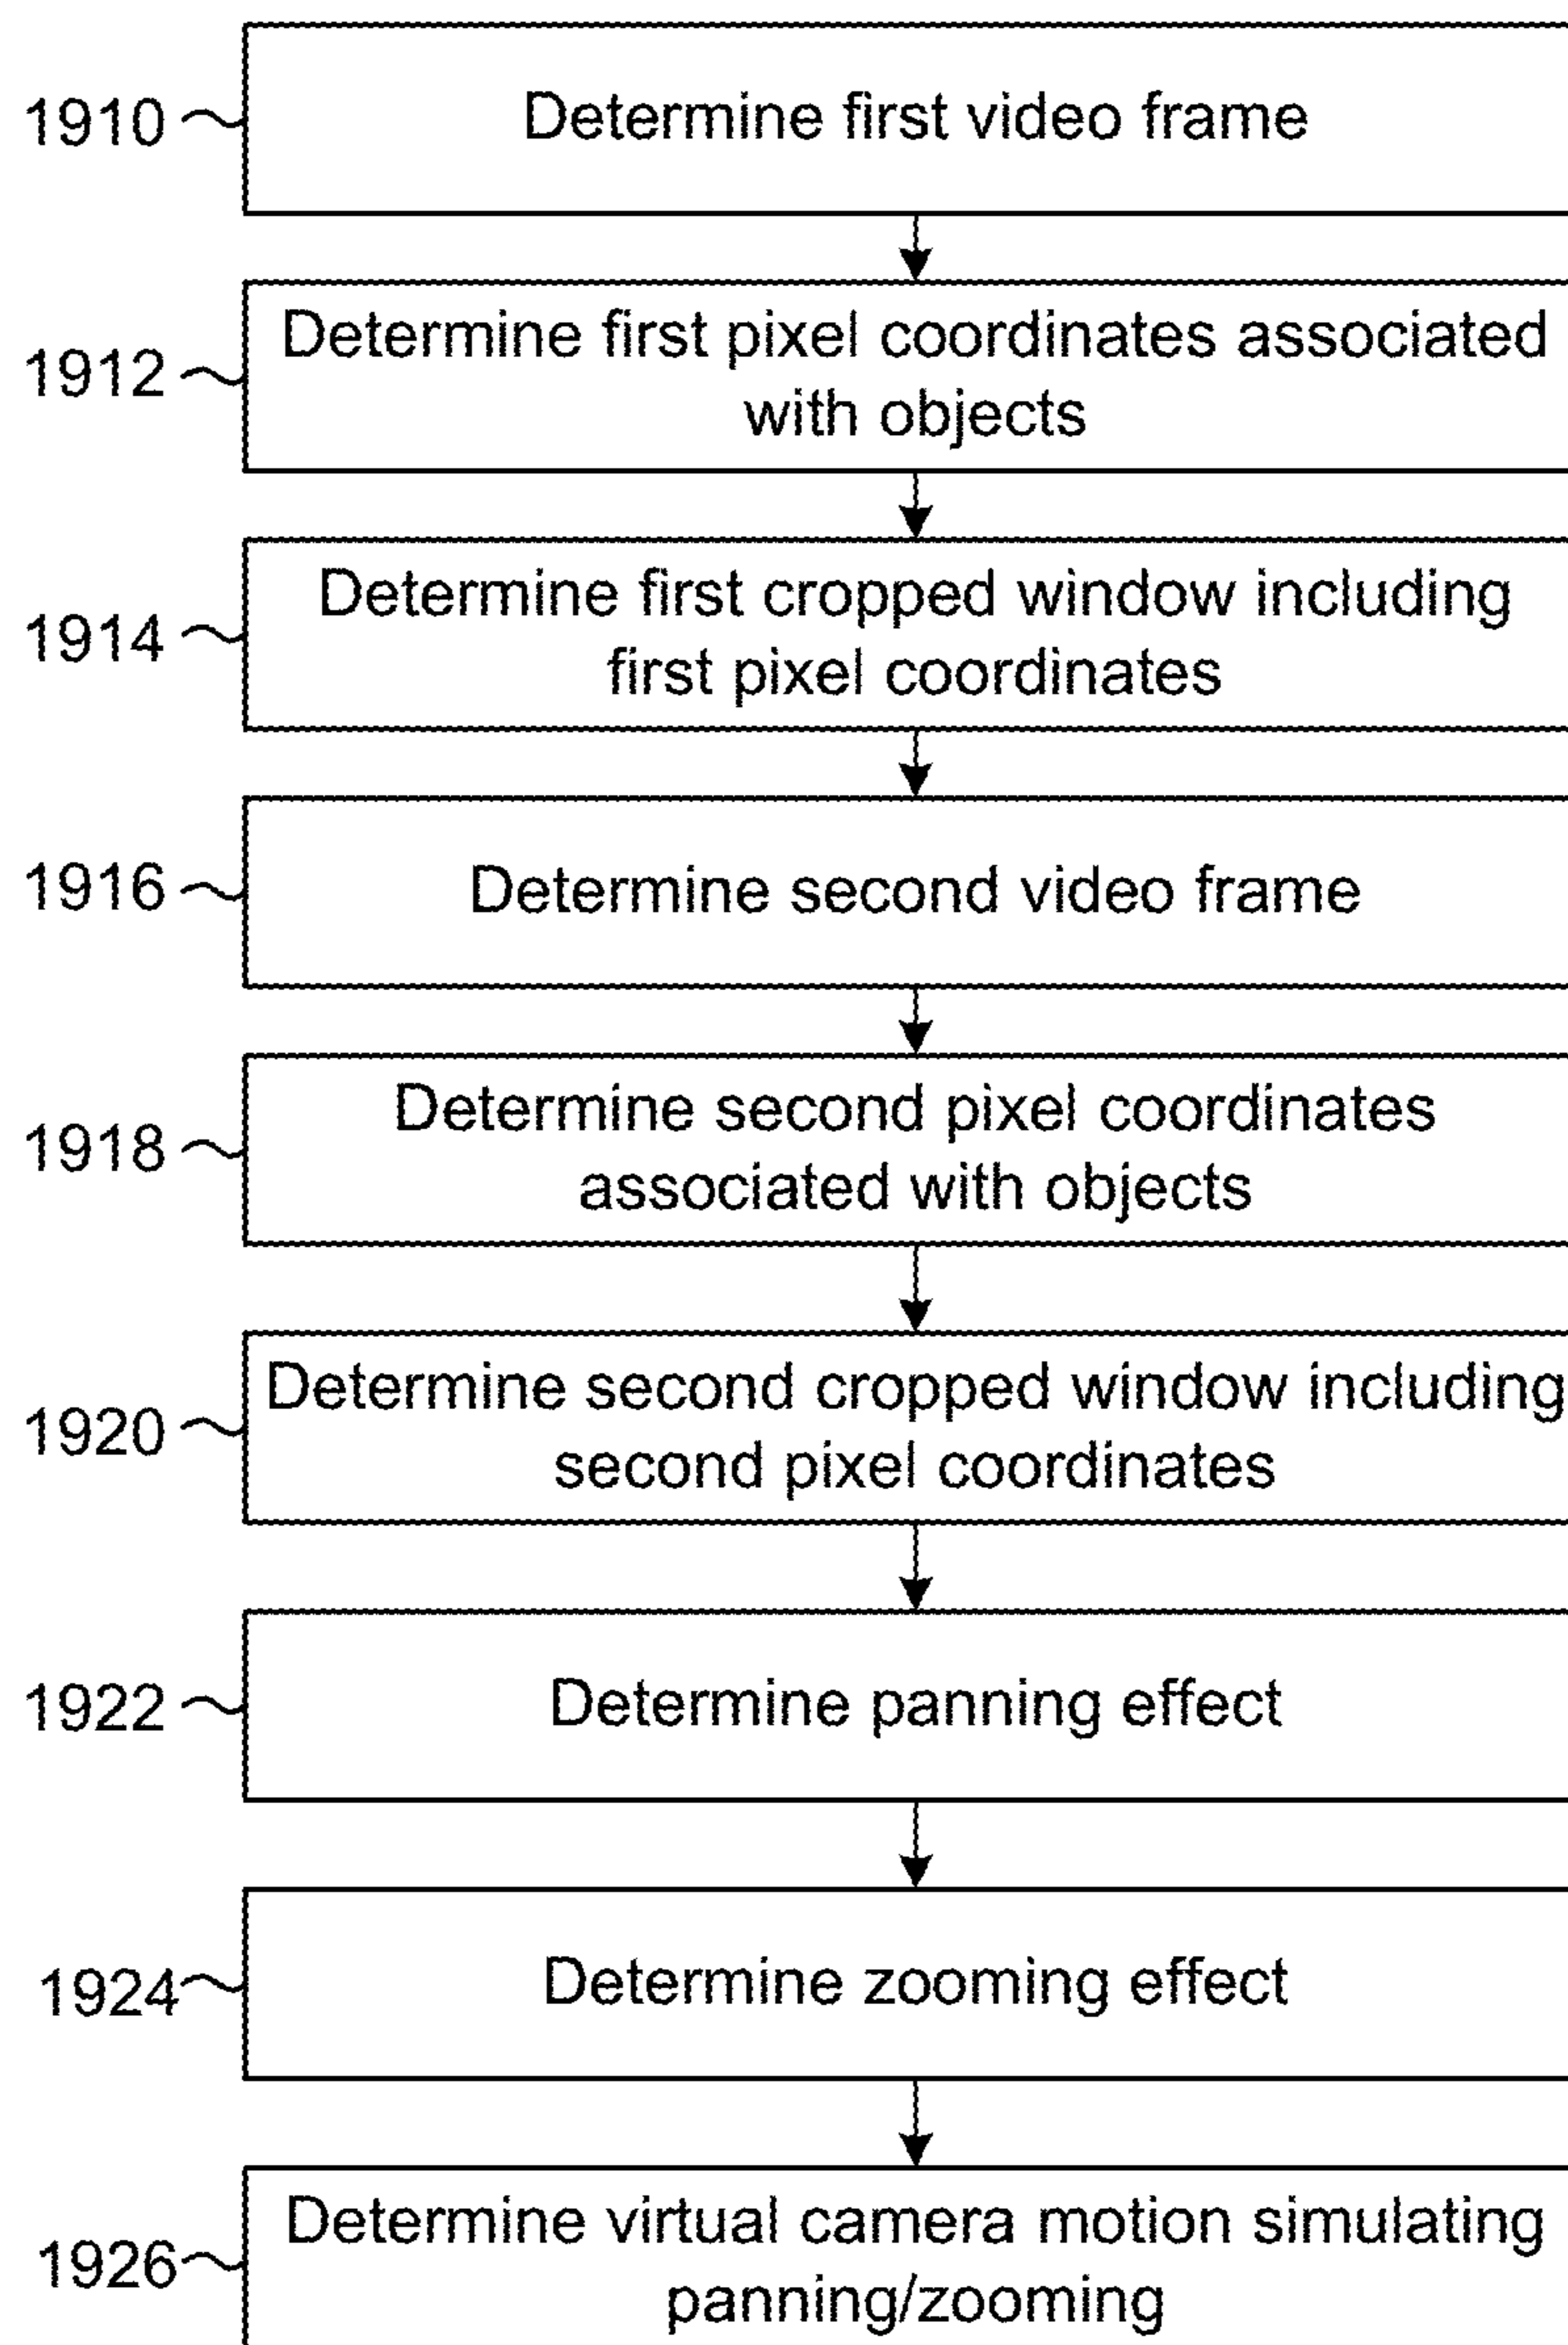 1910
Determine first video frame
1912
Determine first pixel coordinates associated
with objects
1914
Determine first cropped window including
first pixel coordinates
1916
Determine second video frame
1918
Determine second pixel coordinates
associated with objects
1920
Determine second cropped window including
second pixel coordinates
1922
Determine panning effect
1924
Determine zooming effect
1926
Determine virtual camera motion simulating
panning/zooming